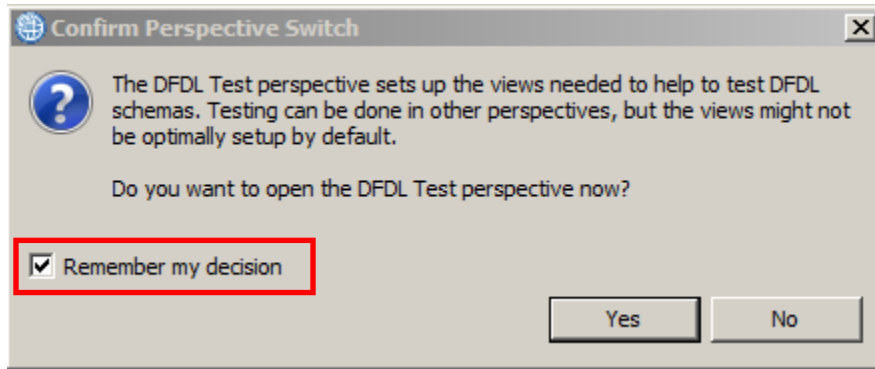 Confirm Perspective Switch
The DFDL Test perspective sets up the views needed to help to test DFDL
schemas. Testing can be done in other perspectives, but the views might not
be optimally setup by default.
Do you want to open the DFDL Test perspective now?
Remember my decision
Yes No